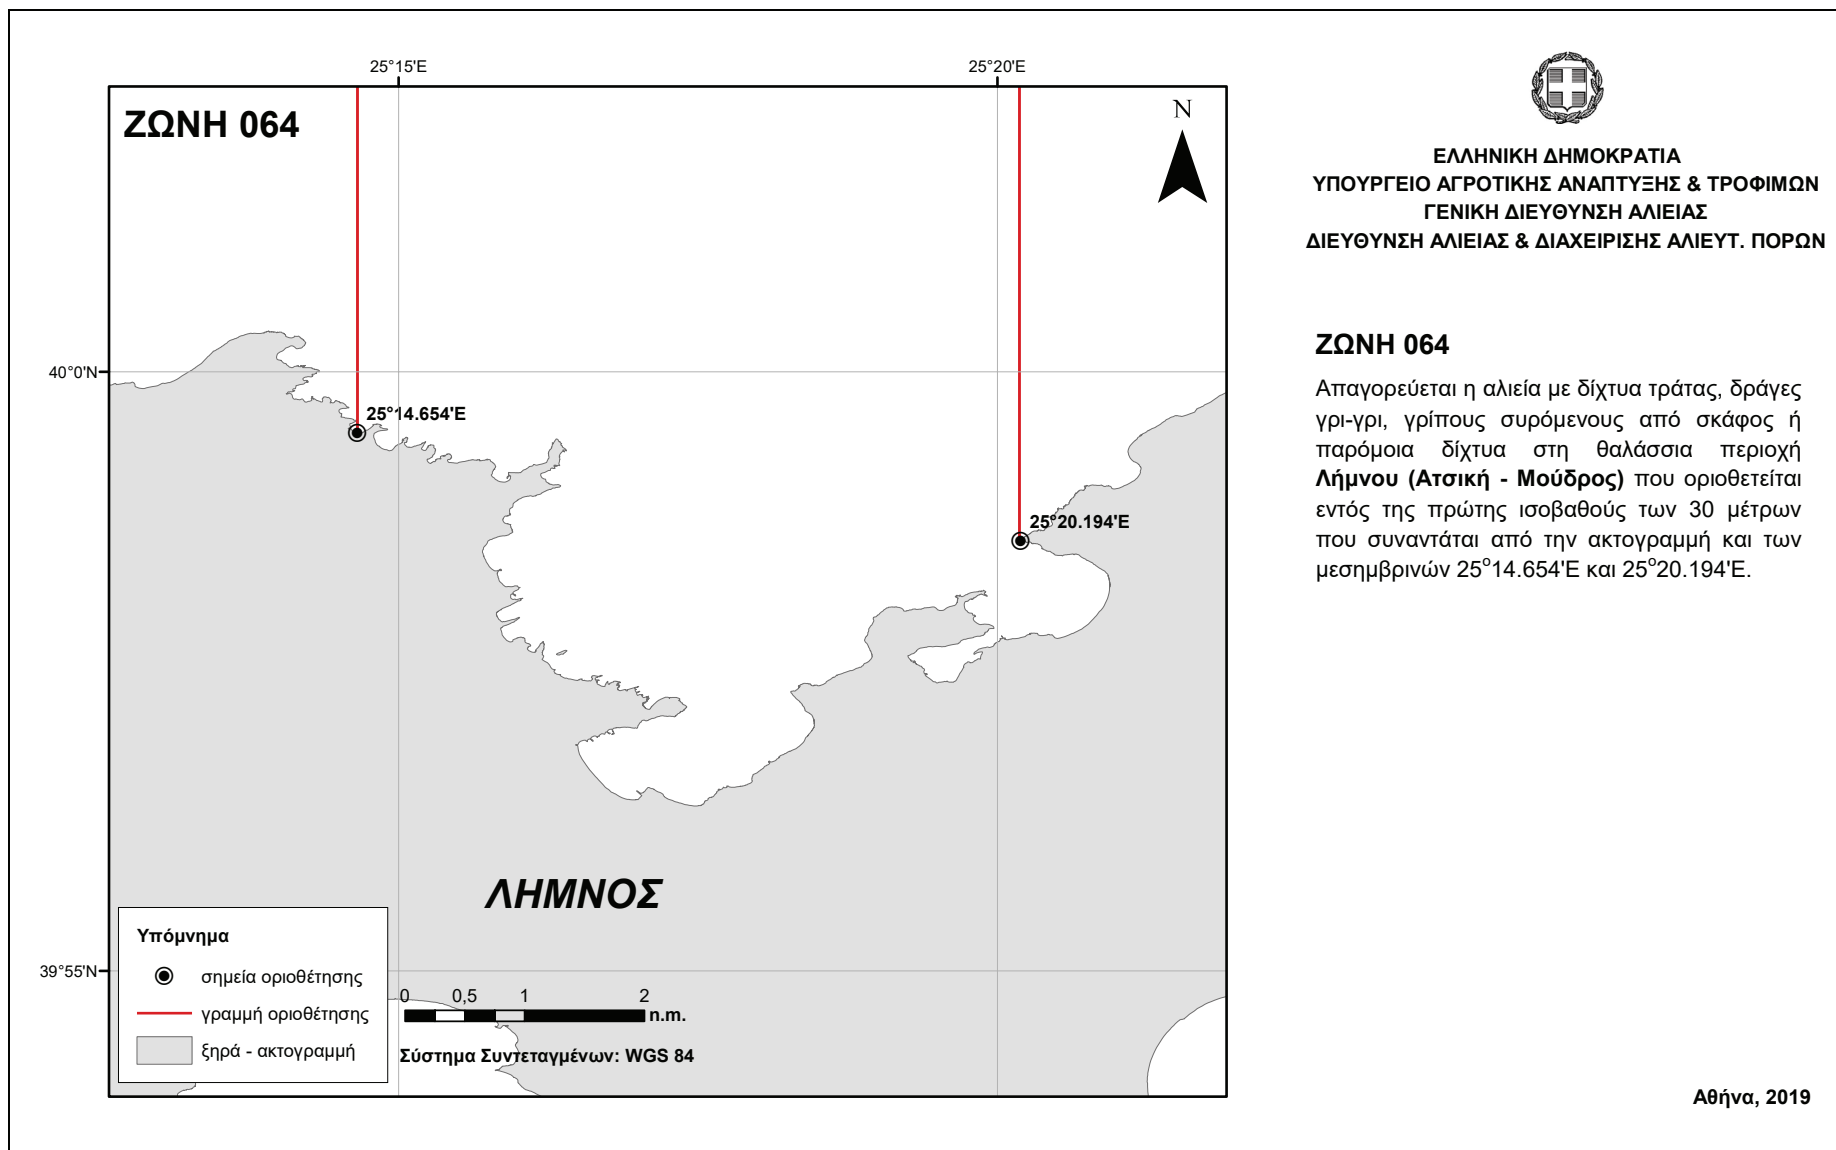 25°15'E
25°20'E
ΖΩΝΗ 064
N
40°0'N
25°14.654'E
25°20.194'E
ΛΗΜΝΟΣ
39°55'N
Υπόμνημα
σημεία οριοθέτησης
γραμμή οριοθέτησης
ξηρά - ακτογραμμή
0 0,5 1 2
n.m.
Σύστημα Συντεταγμένων: WGS 84
ΕΛΛΗΝΙΚΗ ΔΗΜΟΚΡΑΤΙΑ
ΥΠΟΥΡΓΕΙΟ ΑΓΡΟΤΙΚΗΣ ΑΝΑΠΤΥΞΗΣ & ΤΡΟΦΙΜΩΝ
ΓΕΝΙΚΗ ΔΙΕΥΘΥΝΣΗ ΑΛΙΕΙΑΣ
ΔΙΕΥΘΥΝΣΗ ΑΛΙΕΙΑΣ & ΔΙΑΧΕΙΡΙΣΗΣ ΑΛΙΕΥΤ. ΠΟΡΩΝ
ΖΩΝΗ 064
Απαγορεύεται η αλιεία με δίχτυα τράτας, δράγες
γρι-γρι, γρίπους συρόμενους από σκάφος ή
παρόμοια δίχτυα στη θαλάσσια περιοχή
Λήμνου (Ατσική - Μούδρος) που οριοθετείται
εντός της πρώτης ισοβαθούς των 30 μέτρων
που συναντάται από την ακτογραμμή και των
μεσημβρινών 25°14.654'Ε και 25°20.194'Ε.
Αθήνα, 2019